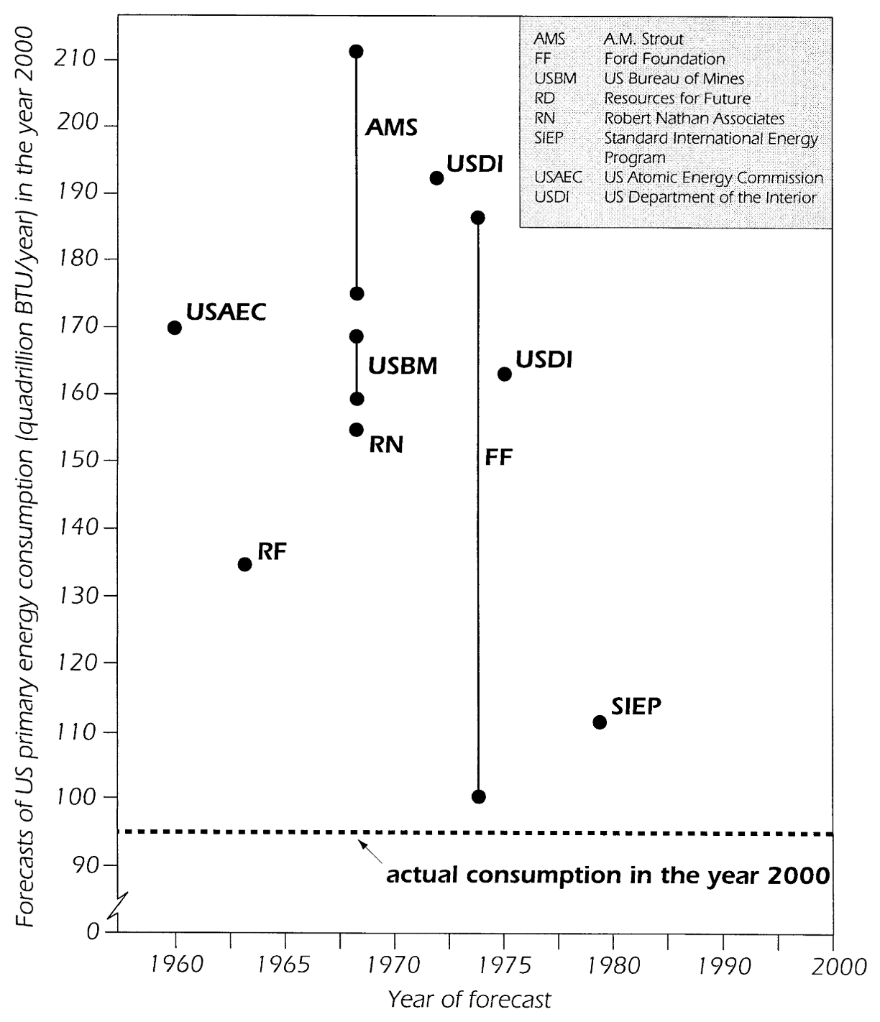 Forecasts of US primary energy consumption (quadrillion BTU/year) in the year 2000
210
200
190
180
170
160
150
140
130
120
110
100
90
0
AMS A.M. Strout
FF Ford Foundation
USBM US Bureau of Mines
RD Resources for Future
RN Robert Nathan Associates
SIEP Standard International Energy
Program
USAEC US Atomic Energy Commission
USDI US Department of the Interior
AMS
USDI
USAEC
USBM
USDI
RN
FF
RF
SIEP
actual consumption in the year 2000
1960 1965 1970 1975 1980 1990 2000
Year of forecast